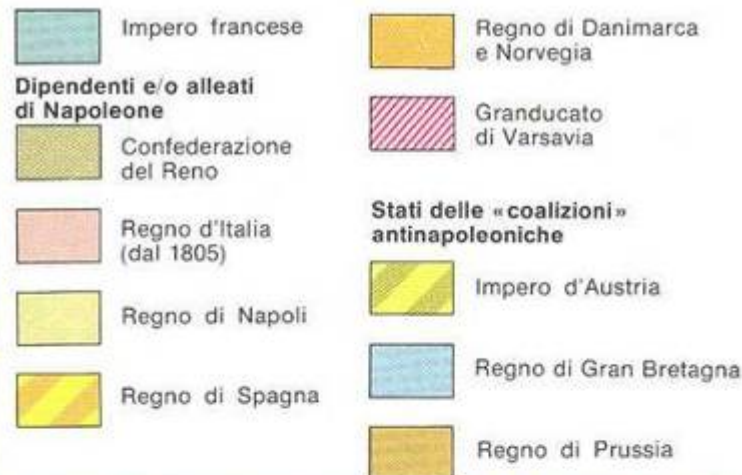 Impero francese
Dipendenti e/o alleati
di Napoleone
Confederazione
del Reno
Regno d'Italia
(dal 1805)
Regno di Napoli
Regno di Spagna
Regno di Danimarca
e Norvegia
Granducato
di Varsavia
Stati delle «coalizioni»
antinapoleoniche
Impero d'Austria
Regno di Gran Bretagna
Regno di Prussia